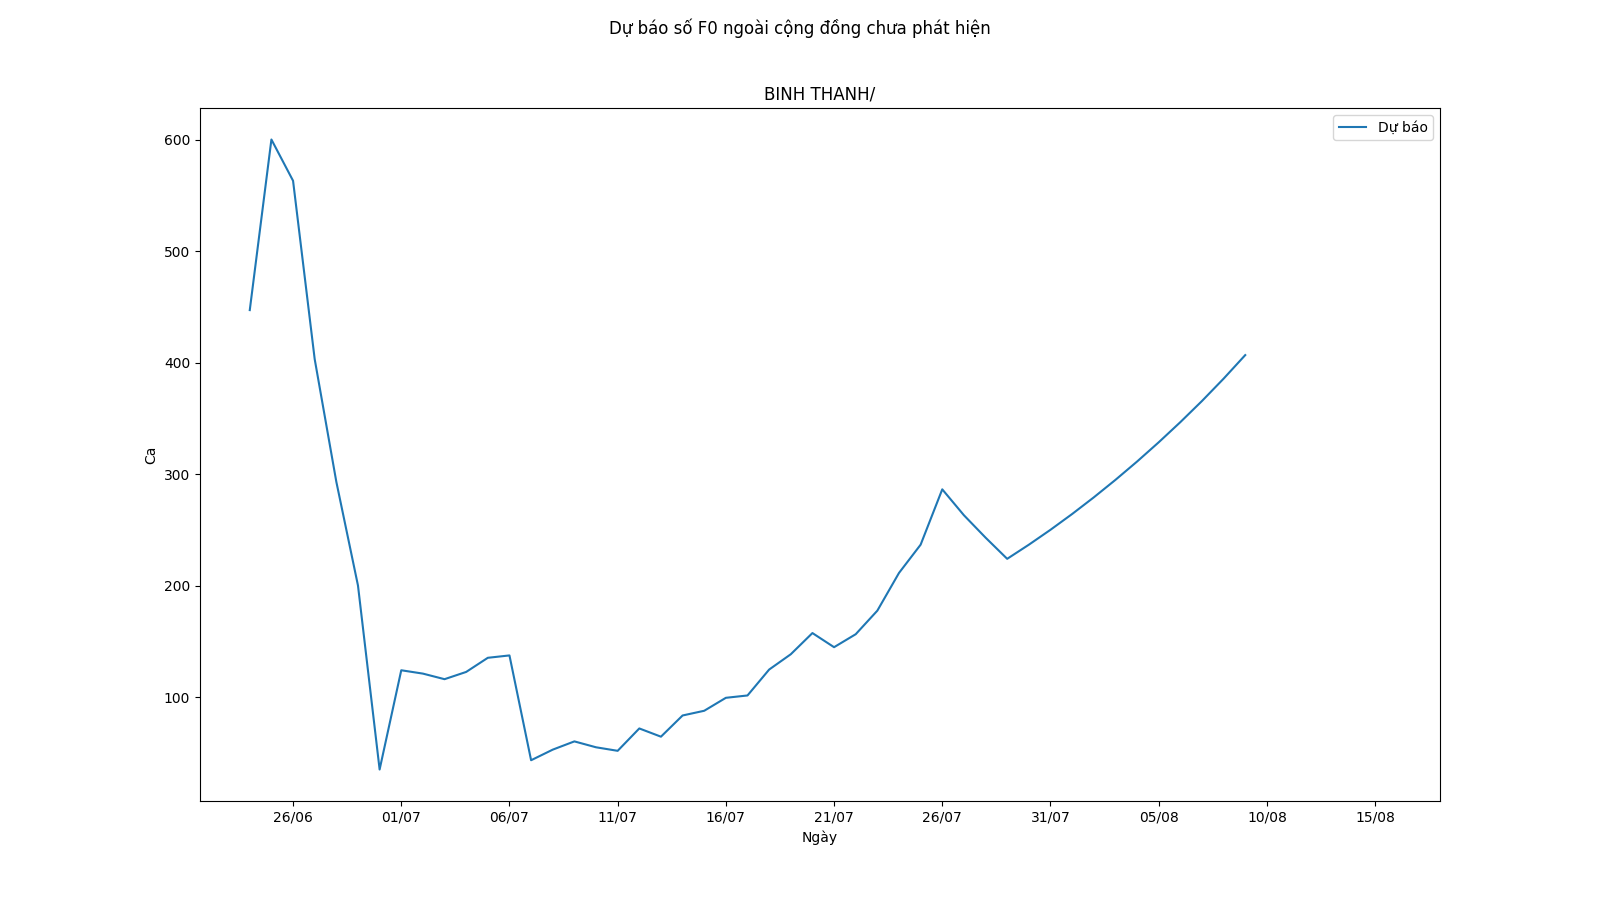 Dự báo số F0 ngoài cộng đồng chưa phát hiện
BINH THANH/
Dự báo
600
500
400
300
200
100
Ca
26/06 01/07 06/07 11/07 16/07 21/07 26/07 31/07 05/08 10/08 15/08
Ngày